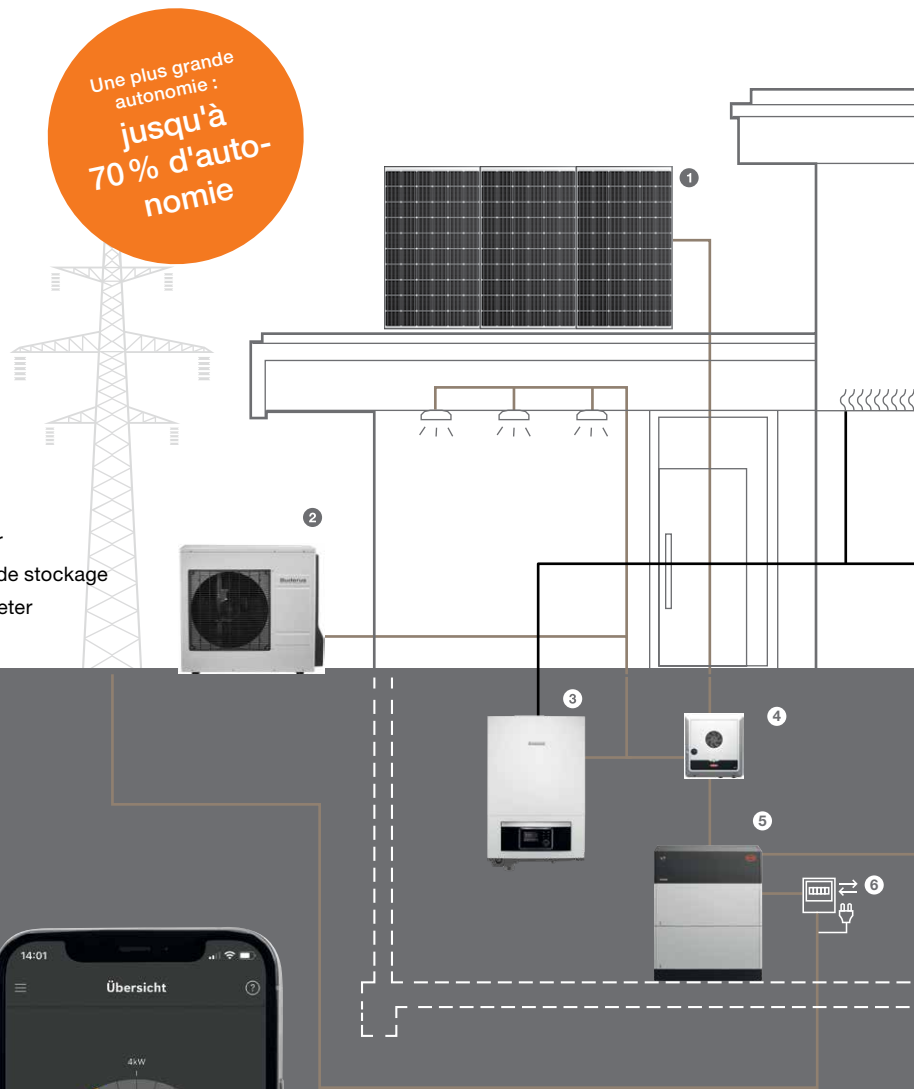 Une plus grande
autonomie :
jusqu'à
70 % d'auto-
nomie
1
2
Buderus
de stockage
eter
3
4
5
6
14:01
Übersicht
?
4kW